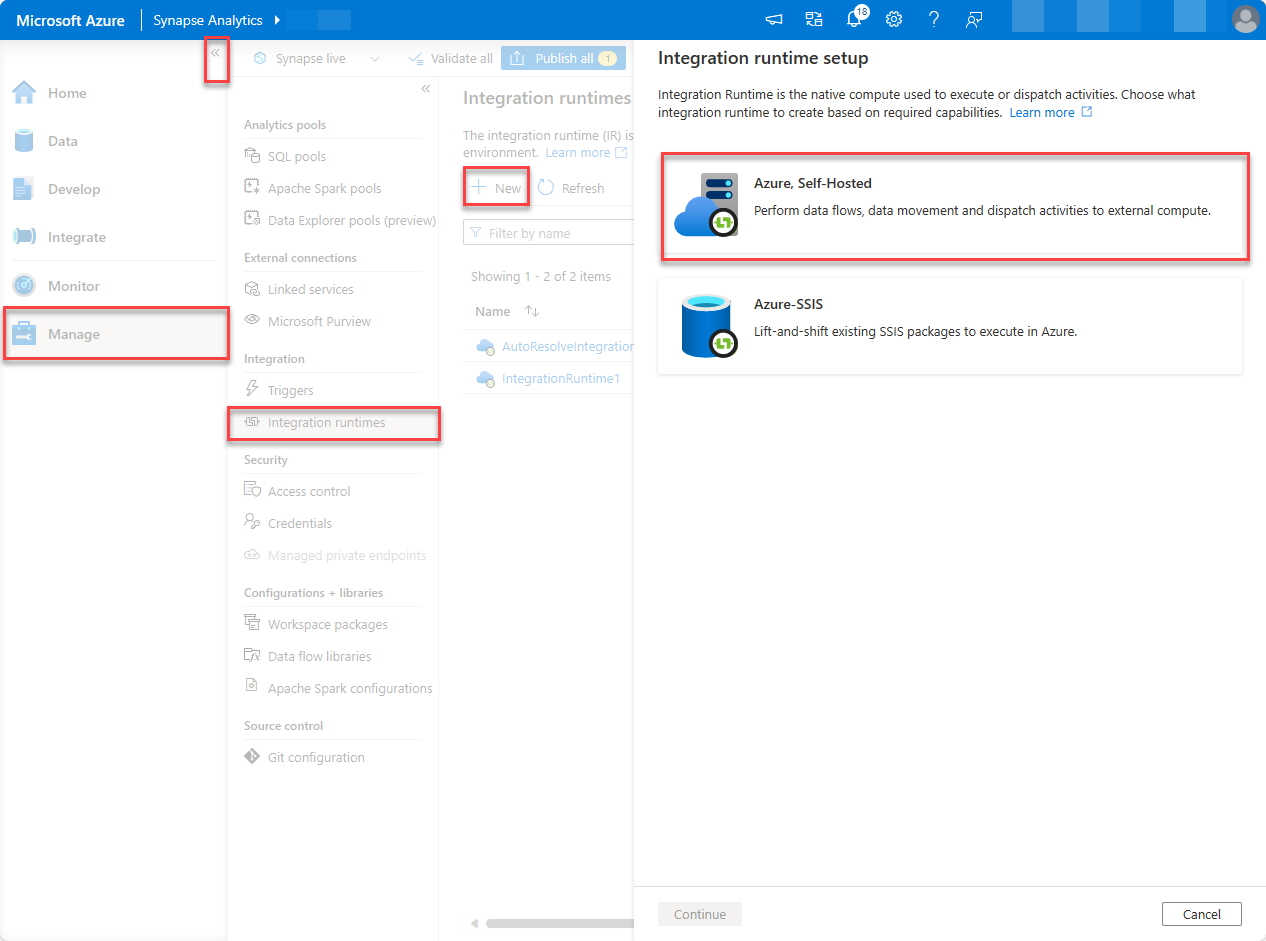 Microsoft Azure
Synapse Analytics
18
Home
Data
Develop
Integrate
Monitor
Manage
Synapse live
Validate all
Publish all 1
Analytics pools
SQL pools
Apache Spark pools
Data Explorer pools (preview)
External connections
Linked services
Microsoft Purview
Integration
Triggers
Integration runtimes
Security
Access control
Credentials
Managed private endpoints
Configurations + libraries
Workspace packages
Data flow libraries
Apache Spark configurations
Source control
Git configuration
Integration runtimes
The integration runtime (IR) is
environment. Learn more
New
Refresh
Filter by name
Showing 1 - 2 of 2 items
Name
AutoResolveIntegration
IntegrationRuntime1
Integration runtime setup
Integration Runtime is the native compute used to execute or dispatch activities. Choose what
integration runtime to create based on required capabilities. Learn more
Azure, Self-Hosted
Perform data flows, data movement and dispatch activities to external compute.
Azure-SSIS
Lift-and-shift existing SSIS packages to execute in Azure.
Continue
Cancel